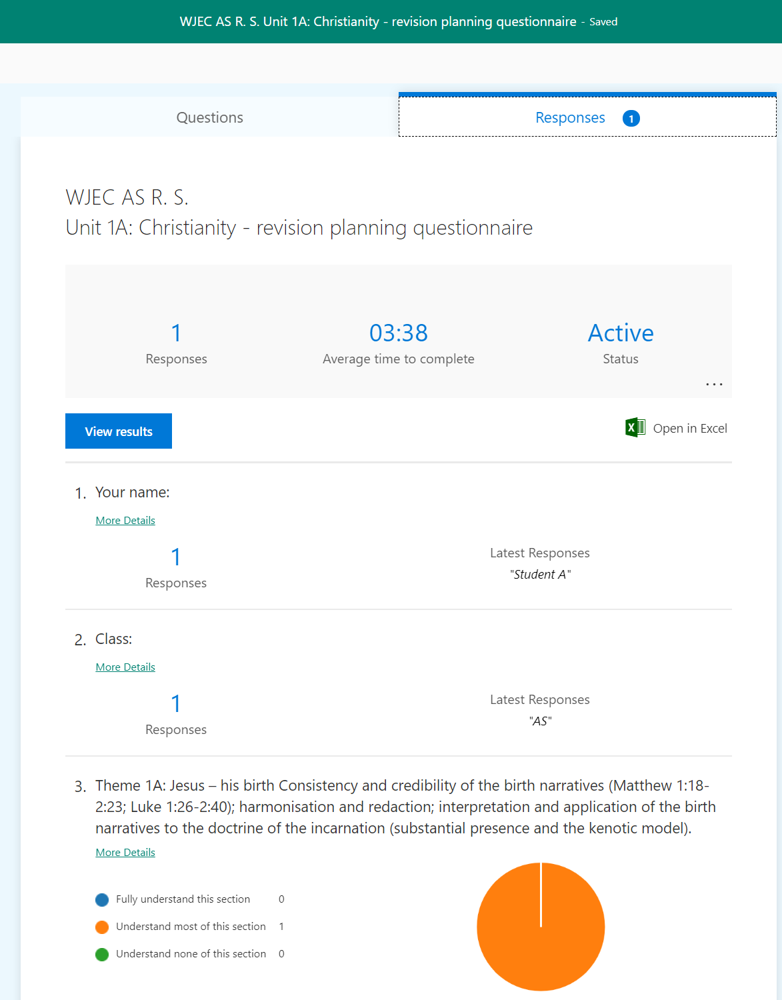 WJEC AS R. S. Unit 1A: Christianity - revision planning questionnaire - Saved
Questions
Responses 1
WJEC AS R. S.
Unit 1A: Christianity - revision planning questionnaire
1
Responses
03:38
Average time to complete
Active
Status
...
View results
Open in Excel
1. Your name:
More Details
1
Responses
Latest Responses
"Student A"
2. Class:
More Details
1
Responses
Latest Responses
"AS"
3. Theme 1A: Jesus – his birth Consistency and credibility of the birth narratives (Matthew 1:18-
2:23; Luke 1:26-2:40); harmonisation and redaction; interpretation and application of the birth
narratives to the doctrine of the incarnation (substantial presence and the kenotic model).
More Details
Fully understand this section 0
Understand most of this section 1
Understand none of this section 0